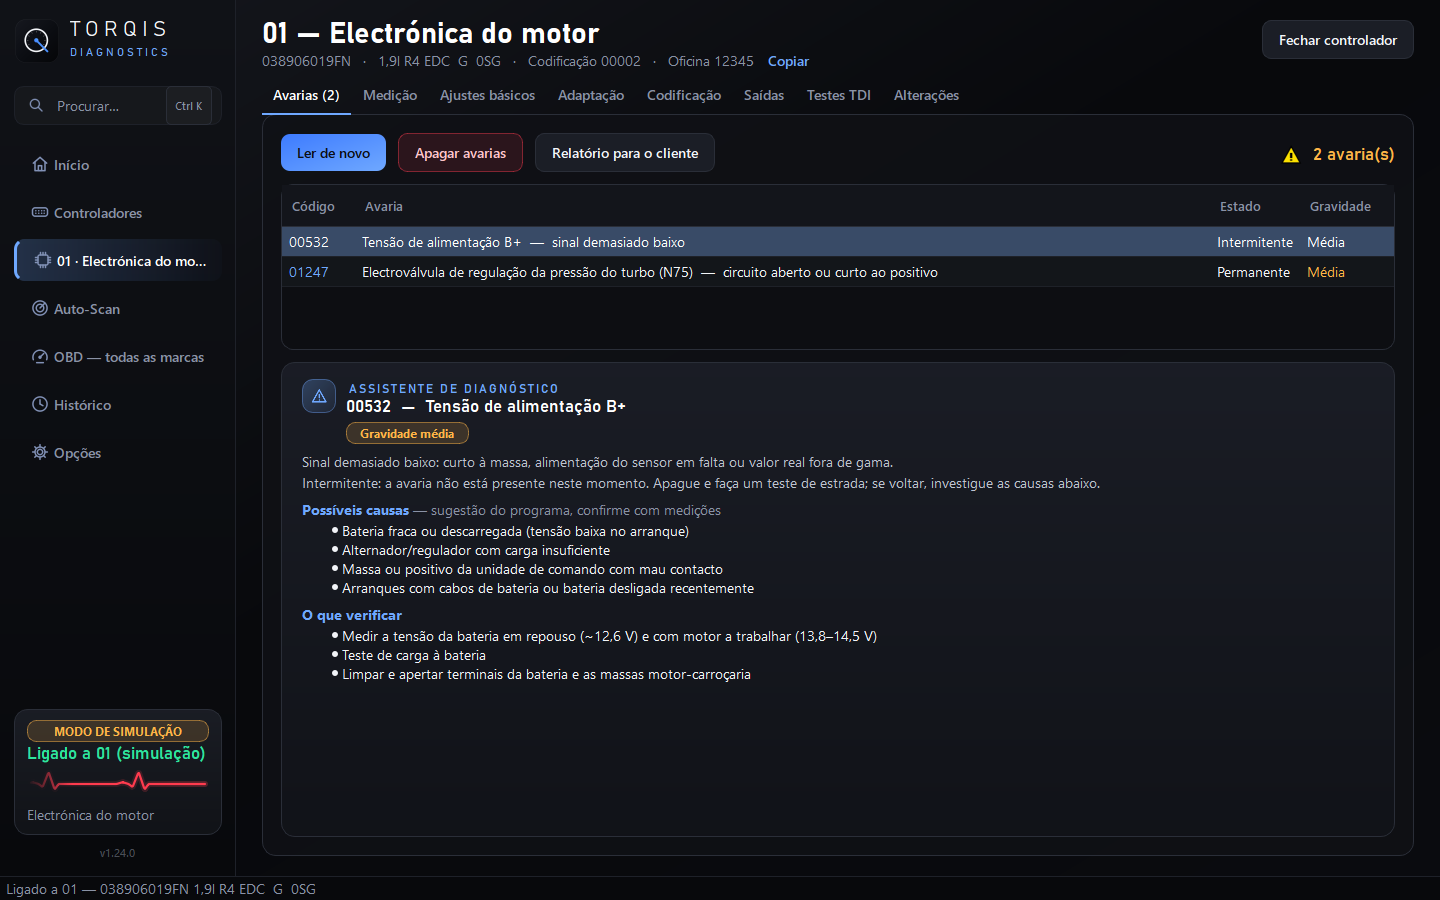 TORQIS
DIAGNOSTICS
Procurar...
Ctrl K
Início
Controladores
01 · Electrónica do mo...
Auto-Scan
OBD — todas as marcas
Histórico
Opções
MODO DE SIMULAÇÃO
Ligado a 01 (simulação)
Electrónica do motor
v1.24.0
01 — Electrónica do motor
038906019FN · 1,9l R4 EDC G 0SG · Codificação 00002 · Oficina 12345 Copiar
Fechar controlador
Avarias (2) Medição Ajustes básicos Adaptação Codificação Saídas Testes TDI Alterações
Ler de novo Apagar avarias Relatório para o cliente
2 avaria(s)
Código Avaria Estado Gravidade
00532 Tensão de alimentação B+ — sinal demasiado baixo Intermitente Média
01247 Electroválvula de regulação da pressão do turbo (N75) — circuito aberto ou curto ao positivo Permanente Média
ASSISTENTE DE DIAGNÓSTICO
00532 — Tensão de alimentação B+
Gravidade média
Sinal demasiado baixo: curto à massa, alimentação do sensor em falta ou valor real fora de gama.
Intermitente: a avaria não está presente neste momento. Apague e faça um teste de estrada; se voltar, investigue as causas abaixo.
Possíveis causas — sugestão do programa, confirme com medições
• Bateria fraca ou descarregada (tensão baixa no arranque)
• Alternador/regulador com carga insuficiente
• Massa ou positivo da unidade de comando com mau contacto
• Arranques com cabos de bateria ou bateria desligada recentemente
O que verificar
• Medir a tensão da bateria em repouso (~12,6 V) e com motor a trabalhar (13,8–14,5 V)
• Teste de carga à bateria
• Limpar e apertar terminais da bateria e as massas motor-carroçaria
Ligado a 01 — 038906019FN 1,9l R4 EDC G 0SG